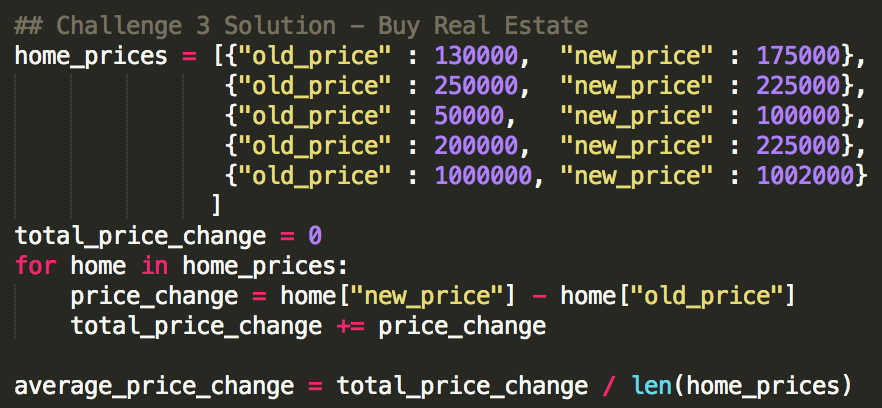 ## Challenge 3 Solution - Buy Real Estate
home_prices = [{"old_price" : 130000,  "new_price" : 175000},
               {"old_price" : 250000,  "new_price" : 225000},
               {"old_price" : 50000,   "new_price" : 100000},
               {"old_price" : 200000,  "new_price" : 225000},
               {"old_price" : 1000000, "new_price" : 1002000}
              ]
total_price_change = 0
for home in home_prices:
    price_change = home["new_price"] - home["old_price"]
    total_price_change += price_change

average_price_change = total_price_change / len(home_prices)